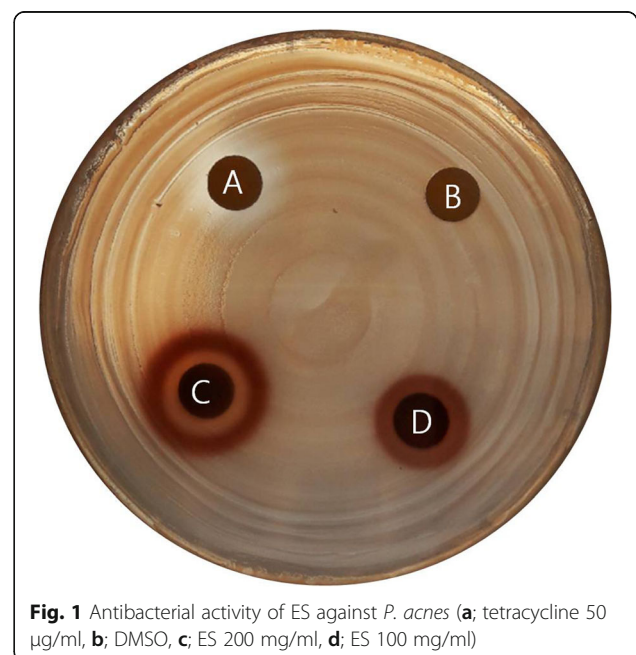 A
B
C
D
Fig. 1 Antibacterial activity of ES against P. acnes (a; tetracycline 50
µg/ml, b; DMSO, c; ES 200 mg/ml, d; ES 100 mg/ml)